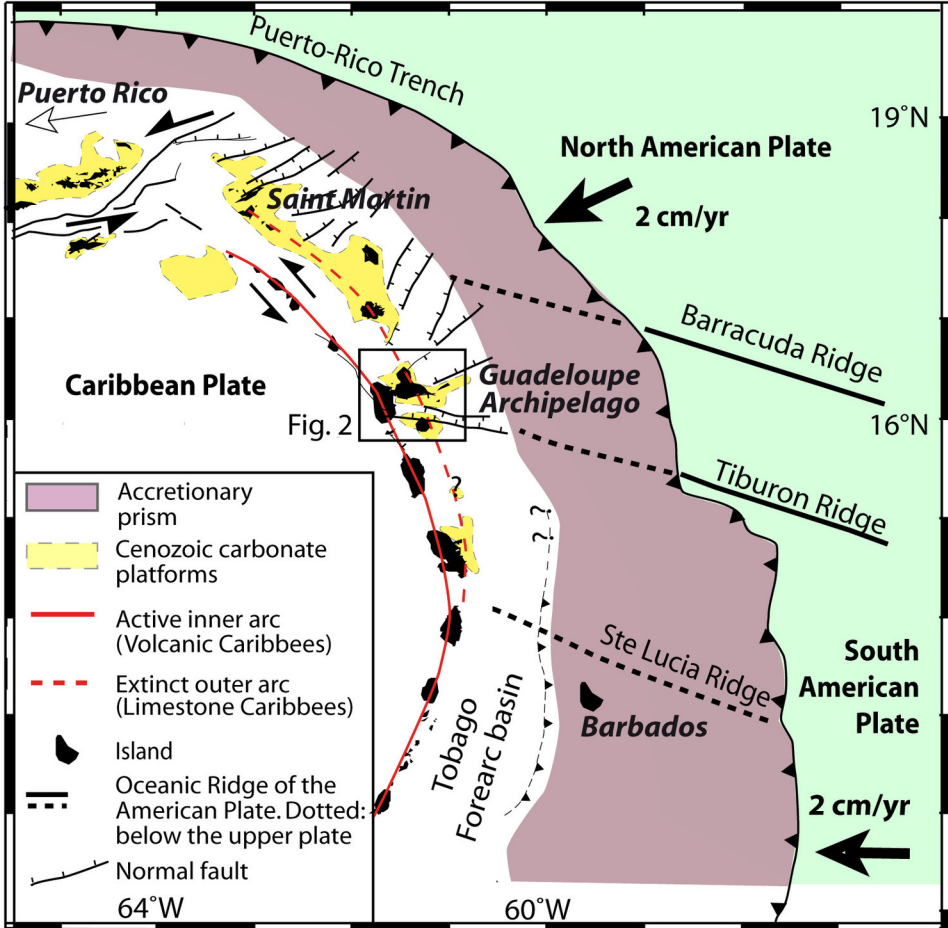 Puerto-Rico Trench
Puerto Rico
19°N
North American Plate
2 cm/yr
Saint Martin
Barracuda Ridge
Caribbean Plate
Guadeloupe
Archipelago
16°N
Fig. 2
Tiburon Ridge
?
?
?
Accretionary
prism
Cenozoic carbonate
platforms
Active inner arc
(Volcanic Caribbees)
Extinct outer arc
(Limestone Caribbees)
Island
Oceanic Ridge of the
American Plate. Dotted:
below the upper plate
Normal fault
Ste Lucia Ridge
South
American
Plate
Barbados
Tobago
Forearc basin
2 cm/yr
64°W
60°W